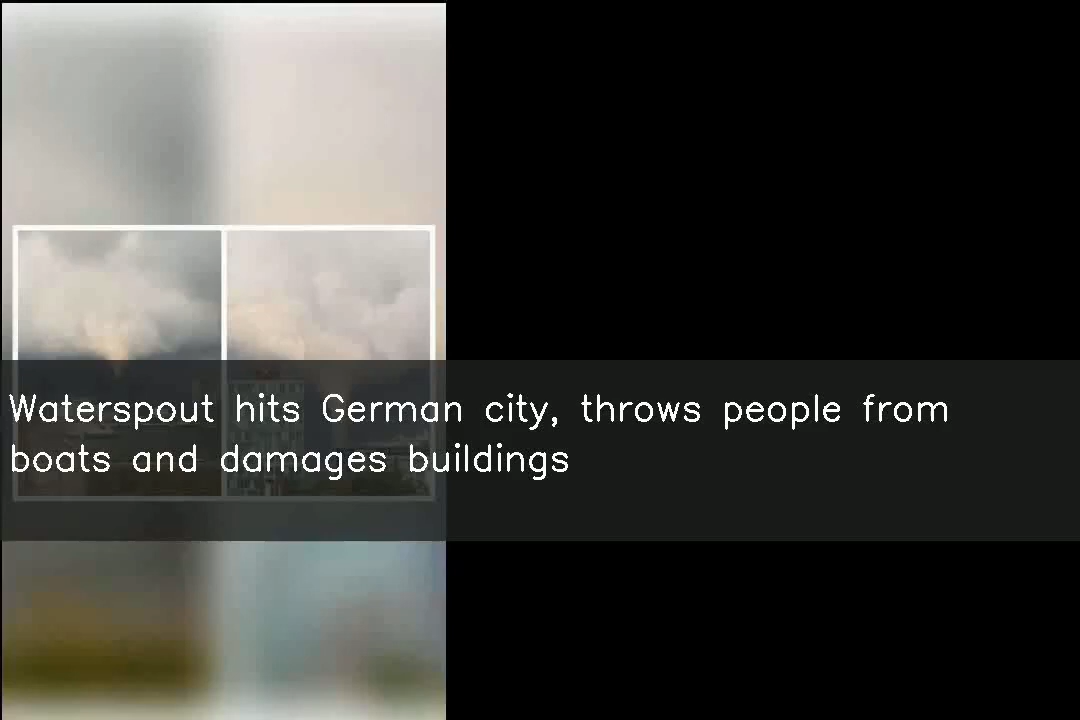 Waterspout hits German city, throws people from
boats and damages buildings